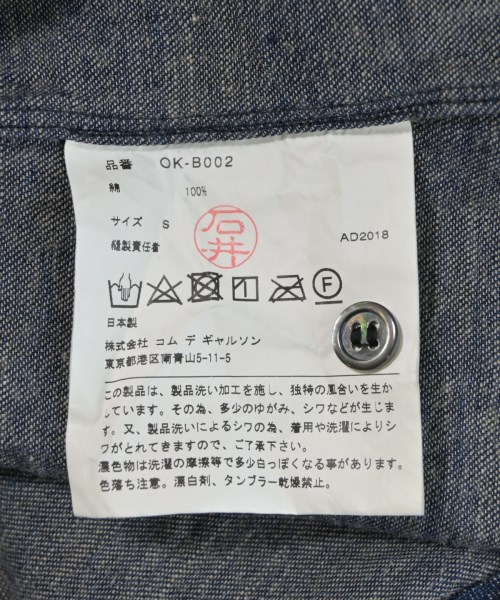 品番 OK-B002
綿 100%
サイズ S
石井
縫製責任者
AD2018
F
日本製
株式会社 コム デ ギャルソン
東京都港区南青山5-11-5
この製品は、製品洗い加工を施し、独特の風合いを生か
しています。その為、多少のゆがみ、シワなどが生じま
す。又、製品洗いによるシワの為、着用や洗濯によりシ
ワがとれてきますので、ご了承下さい。
濃色物は洗濯の摩擦等で多少白っぽくなる事があります。
色落ち注意。漂白剤、タンブラー乾燥禁止。